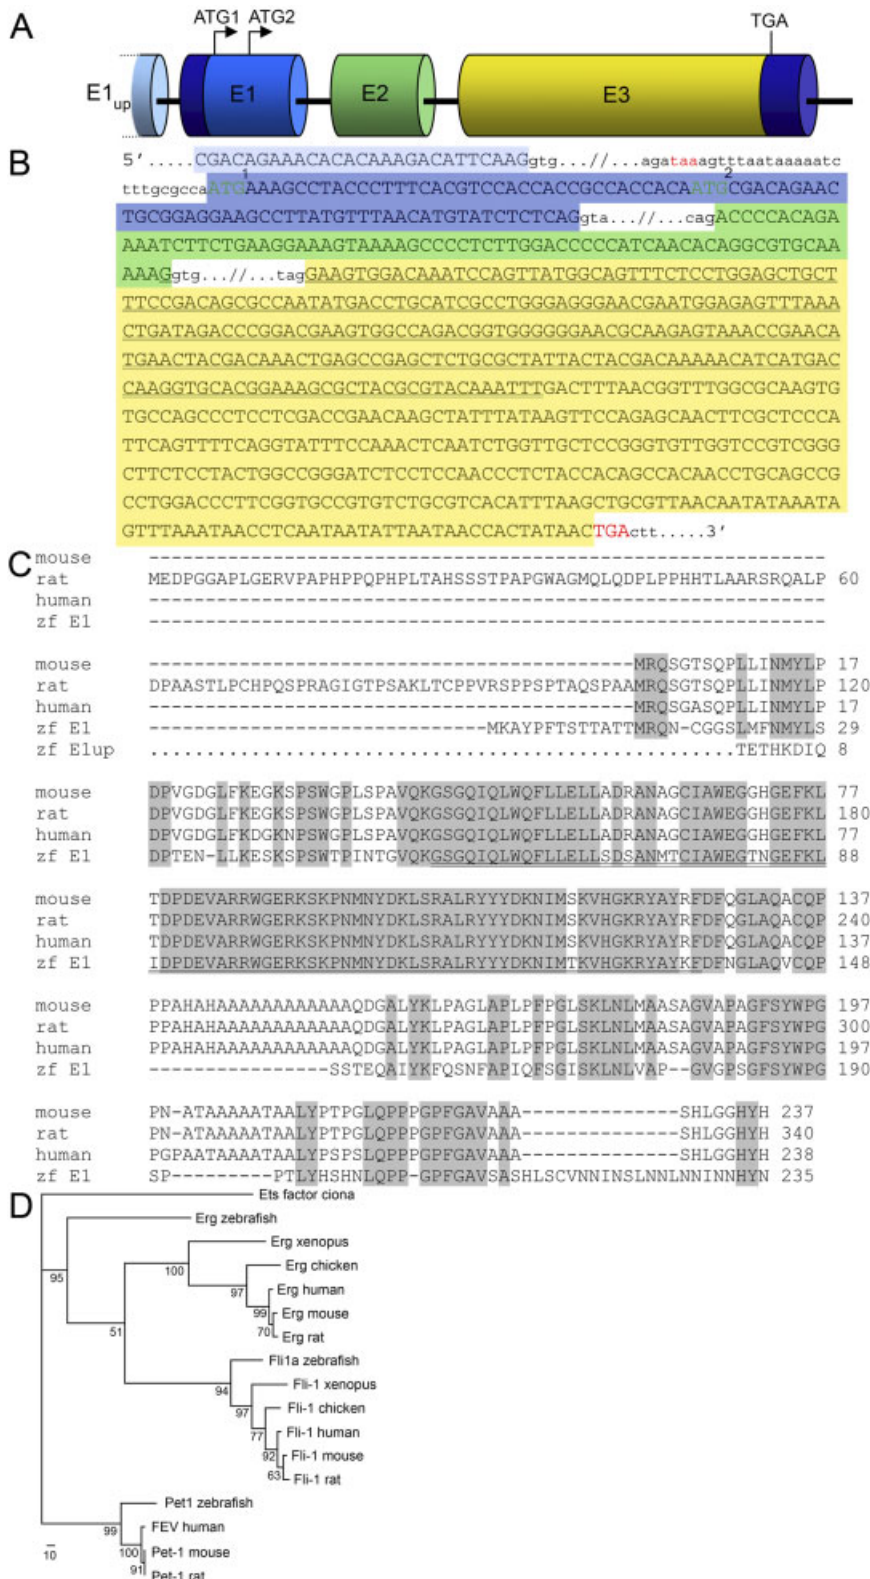 A
ATG1 ATG2 TGA
E1up E1 E2 E3
B
5' .....CGACAGAAACACACAAAGACATTCAAGgtg...//...agataaagtttaataaaaatc
tttgcgccaATGAAAGCCTACCCTTTCACGTCCACCACCGCCACCACAATGCGACAGAAC
1 2
TGCGGAGGAAGCCTTATGTTTAACATGTATCTCTCAGgta...//...cagACCCCACAGA
AAATCTTCTGAAGGAAAGTAAAAGCCCCTCTTGGACCCCCATCAACACAGGCGTGCAA
AAAGgtg...//...tagGAAGTGGACAAATCCAGTTATGGCAGTTTCTCCTGGAGCTGCT
TTCCGACAGCGCCAATATGACCTGCATCGCCTGGGAGGGAACGAATGGAGAGTTTAAA
CTGATAGACCCGGACGAAGTGGCCAGACGGTGGGGGGAACGCAAGAGTAAACCGAACA
TGAACTACGACAAACTGAGCCGAGCTCTGCGCTATTACTACGACAAAAACATCATGAC
CAAGGTGCACGGAAAGCGCTACGCGTACAAATTTGACTTTAACGGTTTGGCGCAAGTG
TGCCAGCCCTCCTCGACCGAACAAGCTATTTATAAGTTCCAGAGCAACTTCGCTCCCA
TTCAGTTTTCAGGTATTTCCAAACTCAATCTGGTTGCTCCGGGTGTTGGTCCGTCGGG
CTTCTCCTACTGGCCGGGATCTCCTCCAACCCTCTACCACAGCCACAACCTGCAGCCG
CCTGGACCCTTCGGTGCCGTGTCTGCGTCACATTTAAGCTGCGTTAACAATATAAATA
GTTTAAATAACCTCAATAATATTAATAACCACTATAACTGActt.....3'
C
mouse ------------------------------------------------------------
rat MEDPGGAPLGERVPAPHPPQPHPLTAHSSSTPAPGWAGMQLQDPLPPHHTLAARSRQALP 60
human ------------------------------------------------------------
zf E1 ------------------------------------------------------------
mouse -------------------------------------------MRQSGTSQPLLINMYLP 17
rat DPAASTLPCHPQSPRAGIGTPSAKLTCPPVRSPPSPTAQSPAAMRQSGTSQPLLINMYLP 120
human -------------------------------------------MRQSGASQPLLINMYLP 17
zf E1 ------------------------------MKAYPFTSTTATTMRQN-CGGSLMFNMYLS 29
zf E1up ....................................................TETHKDIQ 8
mouse DPVGDGLFKEGKSPSWGPLSPAVQKGSGQIQLWQFLLELLADRANAGCIAWEGGHGEFKL 77
rat DPVGDGLFKEGKSPSWGPLSPAVQKGSGQIQLWQFLLELLADRANAGCIAWEGGHGEFKL 180
human DPVGDGLFKDGKNPSWGPLSPAVQKGSGQIQLWQFLLELLADRANAGCIAWEGGHGEFKL 77
zf E1 DPTEN-LLKESKSPSWTPINTGVQKGSGQIQLWQFLLELLSDSANMTCIAWEGTNGEFKL 88
mouse TDPDEVARRWGERKSKPNMNYDKLSRALRYYYDKNIMSKVHGKRYAYRFDFQGLAQACQP 137
rat TDPDEVARRWGERKSKPNMNYDKLSRALRYYYDKNIMSKVHGKRYAYRFDFQGLAQACQP 240
human TDPDEVARRWGERKSKPNMNYDKLSRALRYYYDKNIMSKVHGKRYAYRFDFQGLAQACQP 137
zf E1 IDPDEVARRWGERKSKPNMNYDKLSRALRYYYDKNIMTKVHGKRYAYKFDFNGLAQVCQP 148
mouse PPAHAHAAAAAAAAAAAAQDGALYKLPAGLAPLPFPGLSKLNLMAASAGVAPAGFSYWPG 197
rat PPAHAHAAAAAAAAAAAAQDGALYKLPAGLAPLPFPGLSKLNLMAASAGVAPAGFSYWPG 300
human PPAHAHAAAAAAAAAAAAQDGALYKLPAGLAPLPFPGLSKLNLMAASAGVAPAGFSYWPG 197
zf E1 ----------------SSTEQAIYKFQSNFAPIQFSGISKLNLVAP--GVGPSGFSYWPG 190
mouse PN-ATAAAAATAALYPTPGLQPPPGPFGAVAAA--------------SHLGGHYH 237
rat PN-ATAAAAATAALYPTPGLQPPPGPFGAVAAA--------------SHLGGHYH 340
human PGPAATAAAATAALYPSPSLQPPPGPFGAVAAA--------------SHLGGHYH 238
zf E1 SP---------PTLYHSHNLQPP-GPFGAVSASHLSCVNNINSLNNLNNINNHYN 235
D
Ets factor ciona
Erg zebrafish
Erg xenopus
95
100
Erg chicken
97
Erg human
99
Erg mouse
70
Erg rat
51
Fli1a zebrafish
94
Fli-1 xenopus
97
Fli-1 chicken
77
Fli-1 human
92
Fli-1 mouse
63
Fli-1 rat
Pet1 zebrafish
99
FEV human
10
100
Pet-1 mouse
91
Pet-1 rat